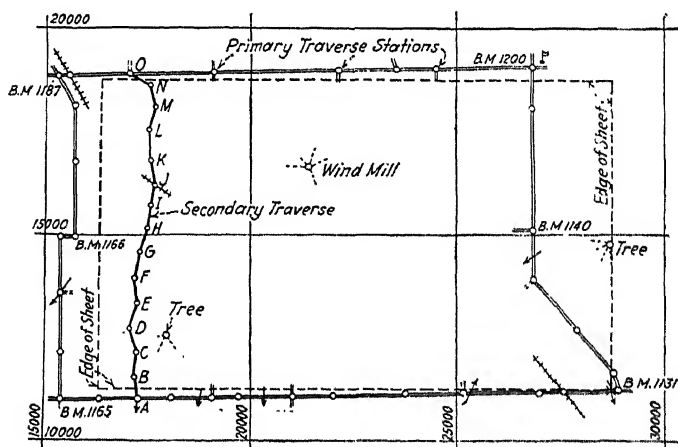 20000
Primary Traverse Stations
B.M 1200
O
B.M 1187
N
M
L
K
Wind Mill
Edge of Sheet
J
I
Secondary Traverse
15000
H
B.M. 1166
B.M. 1140
G
Tree
F
E
Tree
D
Edge of Sheet
C
B
B.M. 1165
A
B.M. 1131
15000
10000
20000
25000
30000